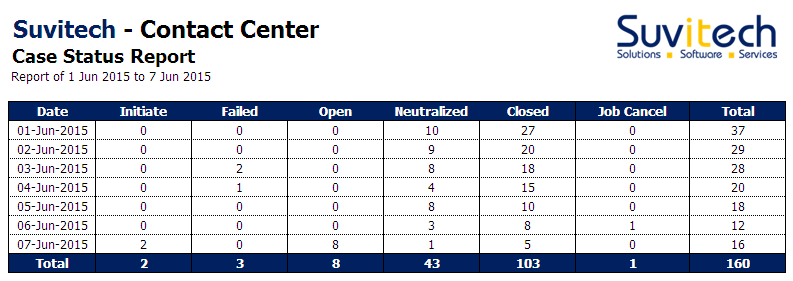 Suvitech - Contact Center
Case Status Report
Report of 1 Jun 2015 to 7 Jun 2015
Suvitech
Solutions Software Services
Date Initiate Failed Open Neutralized Closed Job Cancel Total
01-Jun-2015 0 0 0 10 27 0 37
02-Jun-2015 0 0 0 9 20 0 29
03-Jun-2015 0 2 0 8 18 0 28
04-Jun-2015 0 1 0 4 15 0 20
05-Jun-2015 0 0 0 8 10 0 18
06-Jun-2015 0 0 0 3 8 1 12
07-Jun-2015 2 0 8 1 5 0 16
Total 2 3 8 43 103 1 160